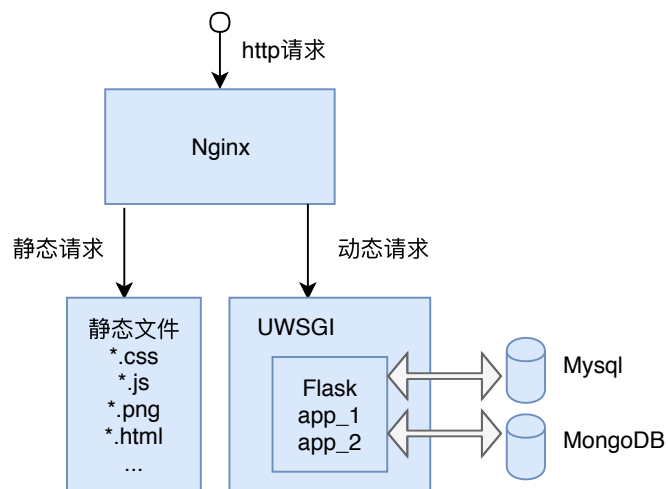 http请求
Nginx
静态请求
动态请求
静态文件
*.css
*.js
*.png
*.html
...
UWSGI
Flask
app_1
app_2
Mysql
MongoDB